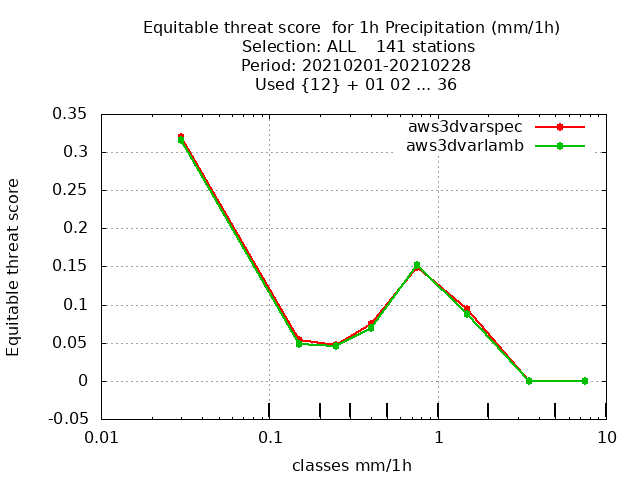 Equitable threat score  for 1h Precipitation (mm/1h)
Selection: ALL    141 stations
Period: 20210201-20210228
Used {12} + 01 02 ... 36
aws3dvarspec
aws3dvarlamb
Equitable threat score
0.35
0.3
0.25
0.2
0.15
0.1
0.05
0
-0.05
0.01 0.1 1 10
classes mm/1h